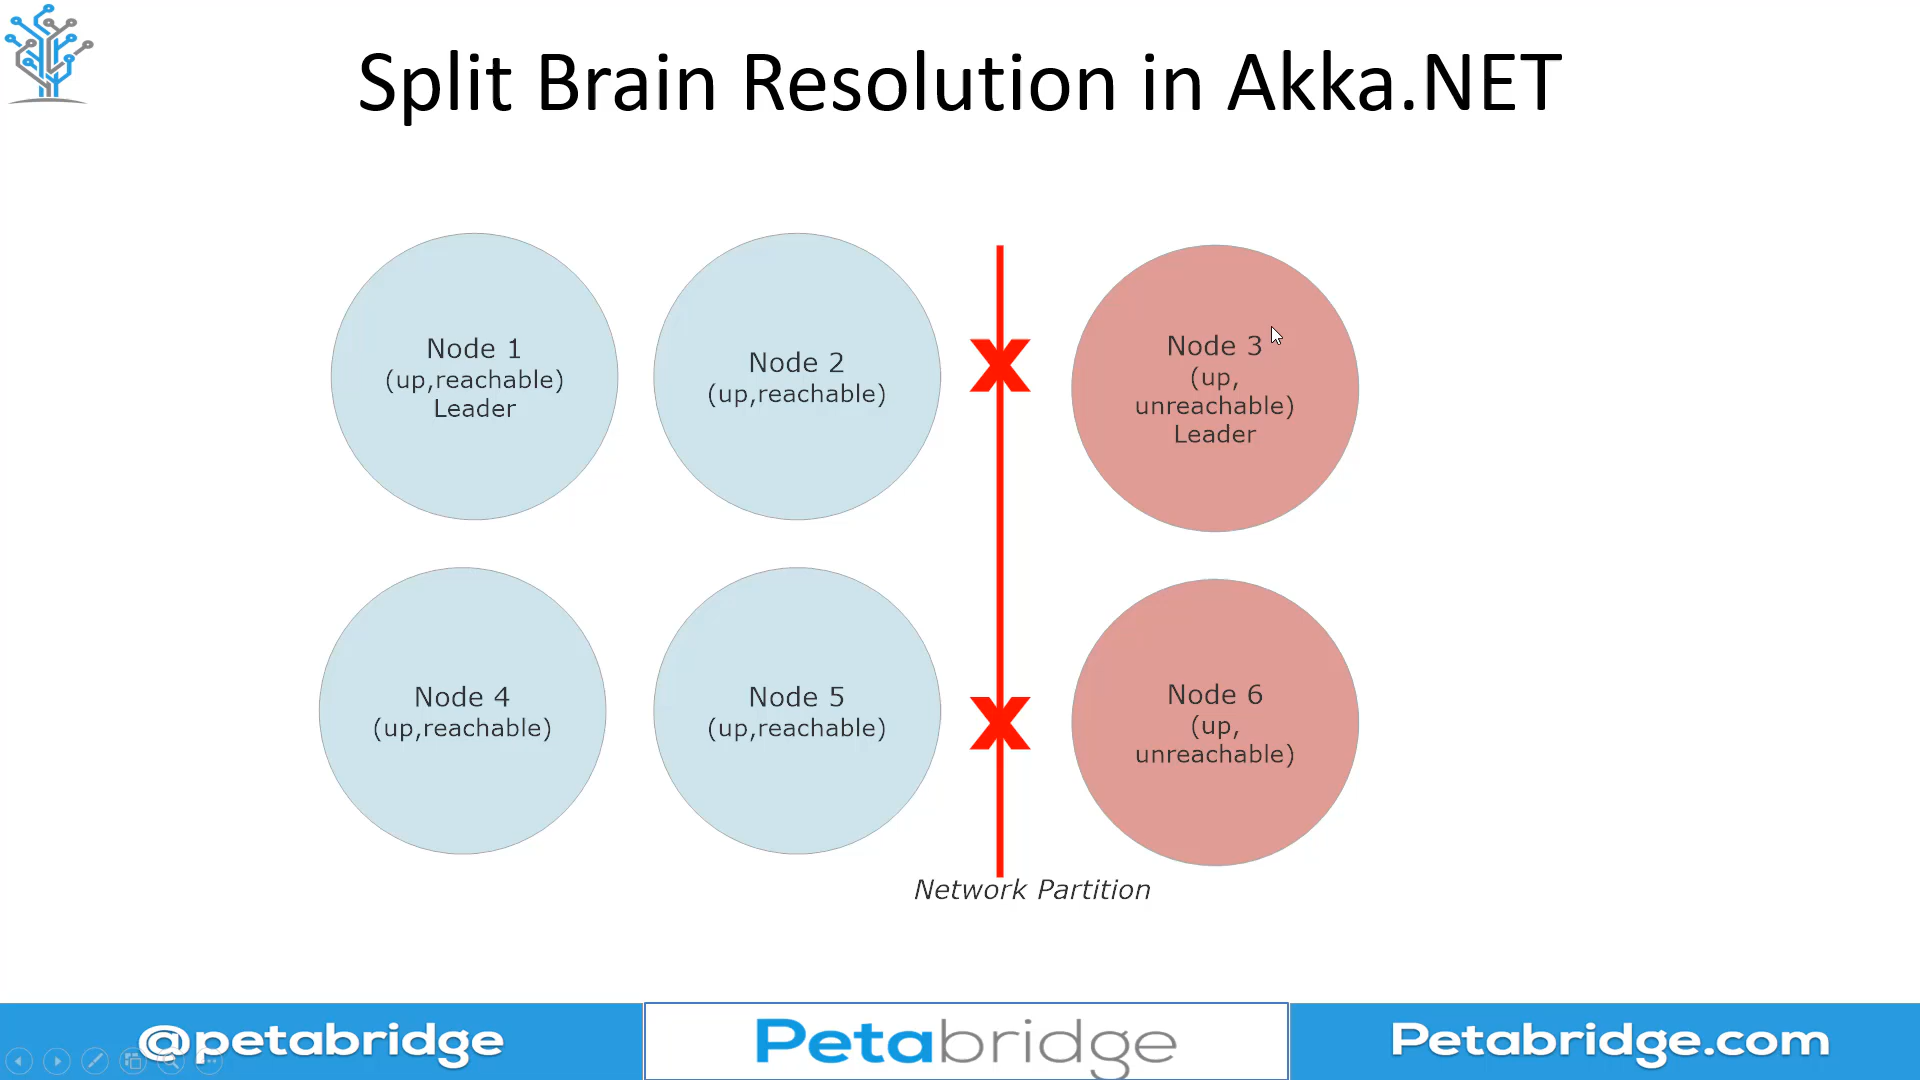 Split Brain Resolution in Akka.NET
Node 1
(up,reachable)
Leader
Node 2
(up,reachable)
X
Node 3
(up,
unreachable)
Leader
Node 4
(up,reachable)
Node 5
(up,reachable)
X
Node 6
(up,
unreachable)
Network Partition
@petabridge
Petabridge
Petabridge.com